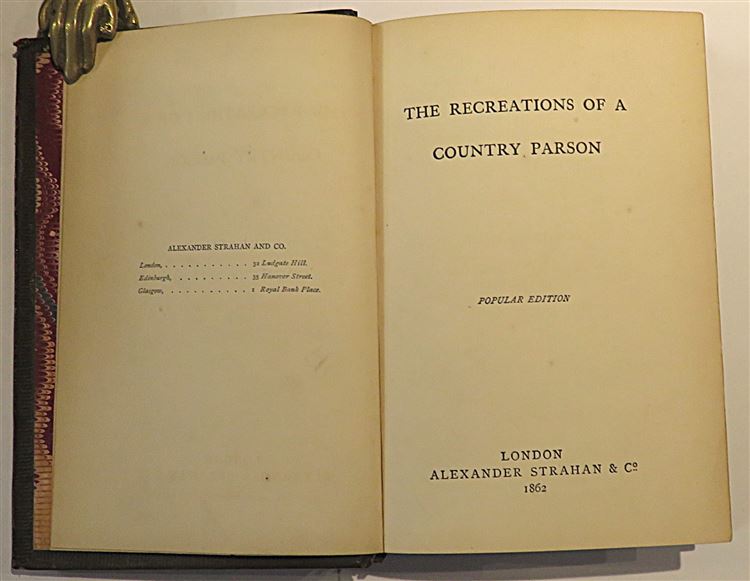 ALEXANDER STRAHAN AND CO.
London, . . . . . . . . . . . 32 Ludgate Hill.
Edinburgh, . . . . . . . . . 35 Hanover Street.
Glasgow, . . . . . . . . . . 1 Royal Bank Place.
THE RECREATIONS OF A
COUNTRY PARSON
POPULAR EDITION
LONDON
ALEXANDER STRAHAN & Cº
1862